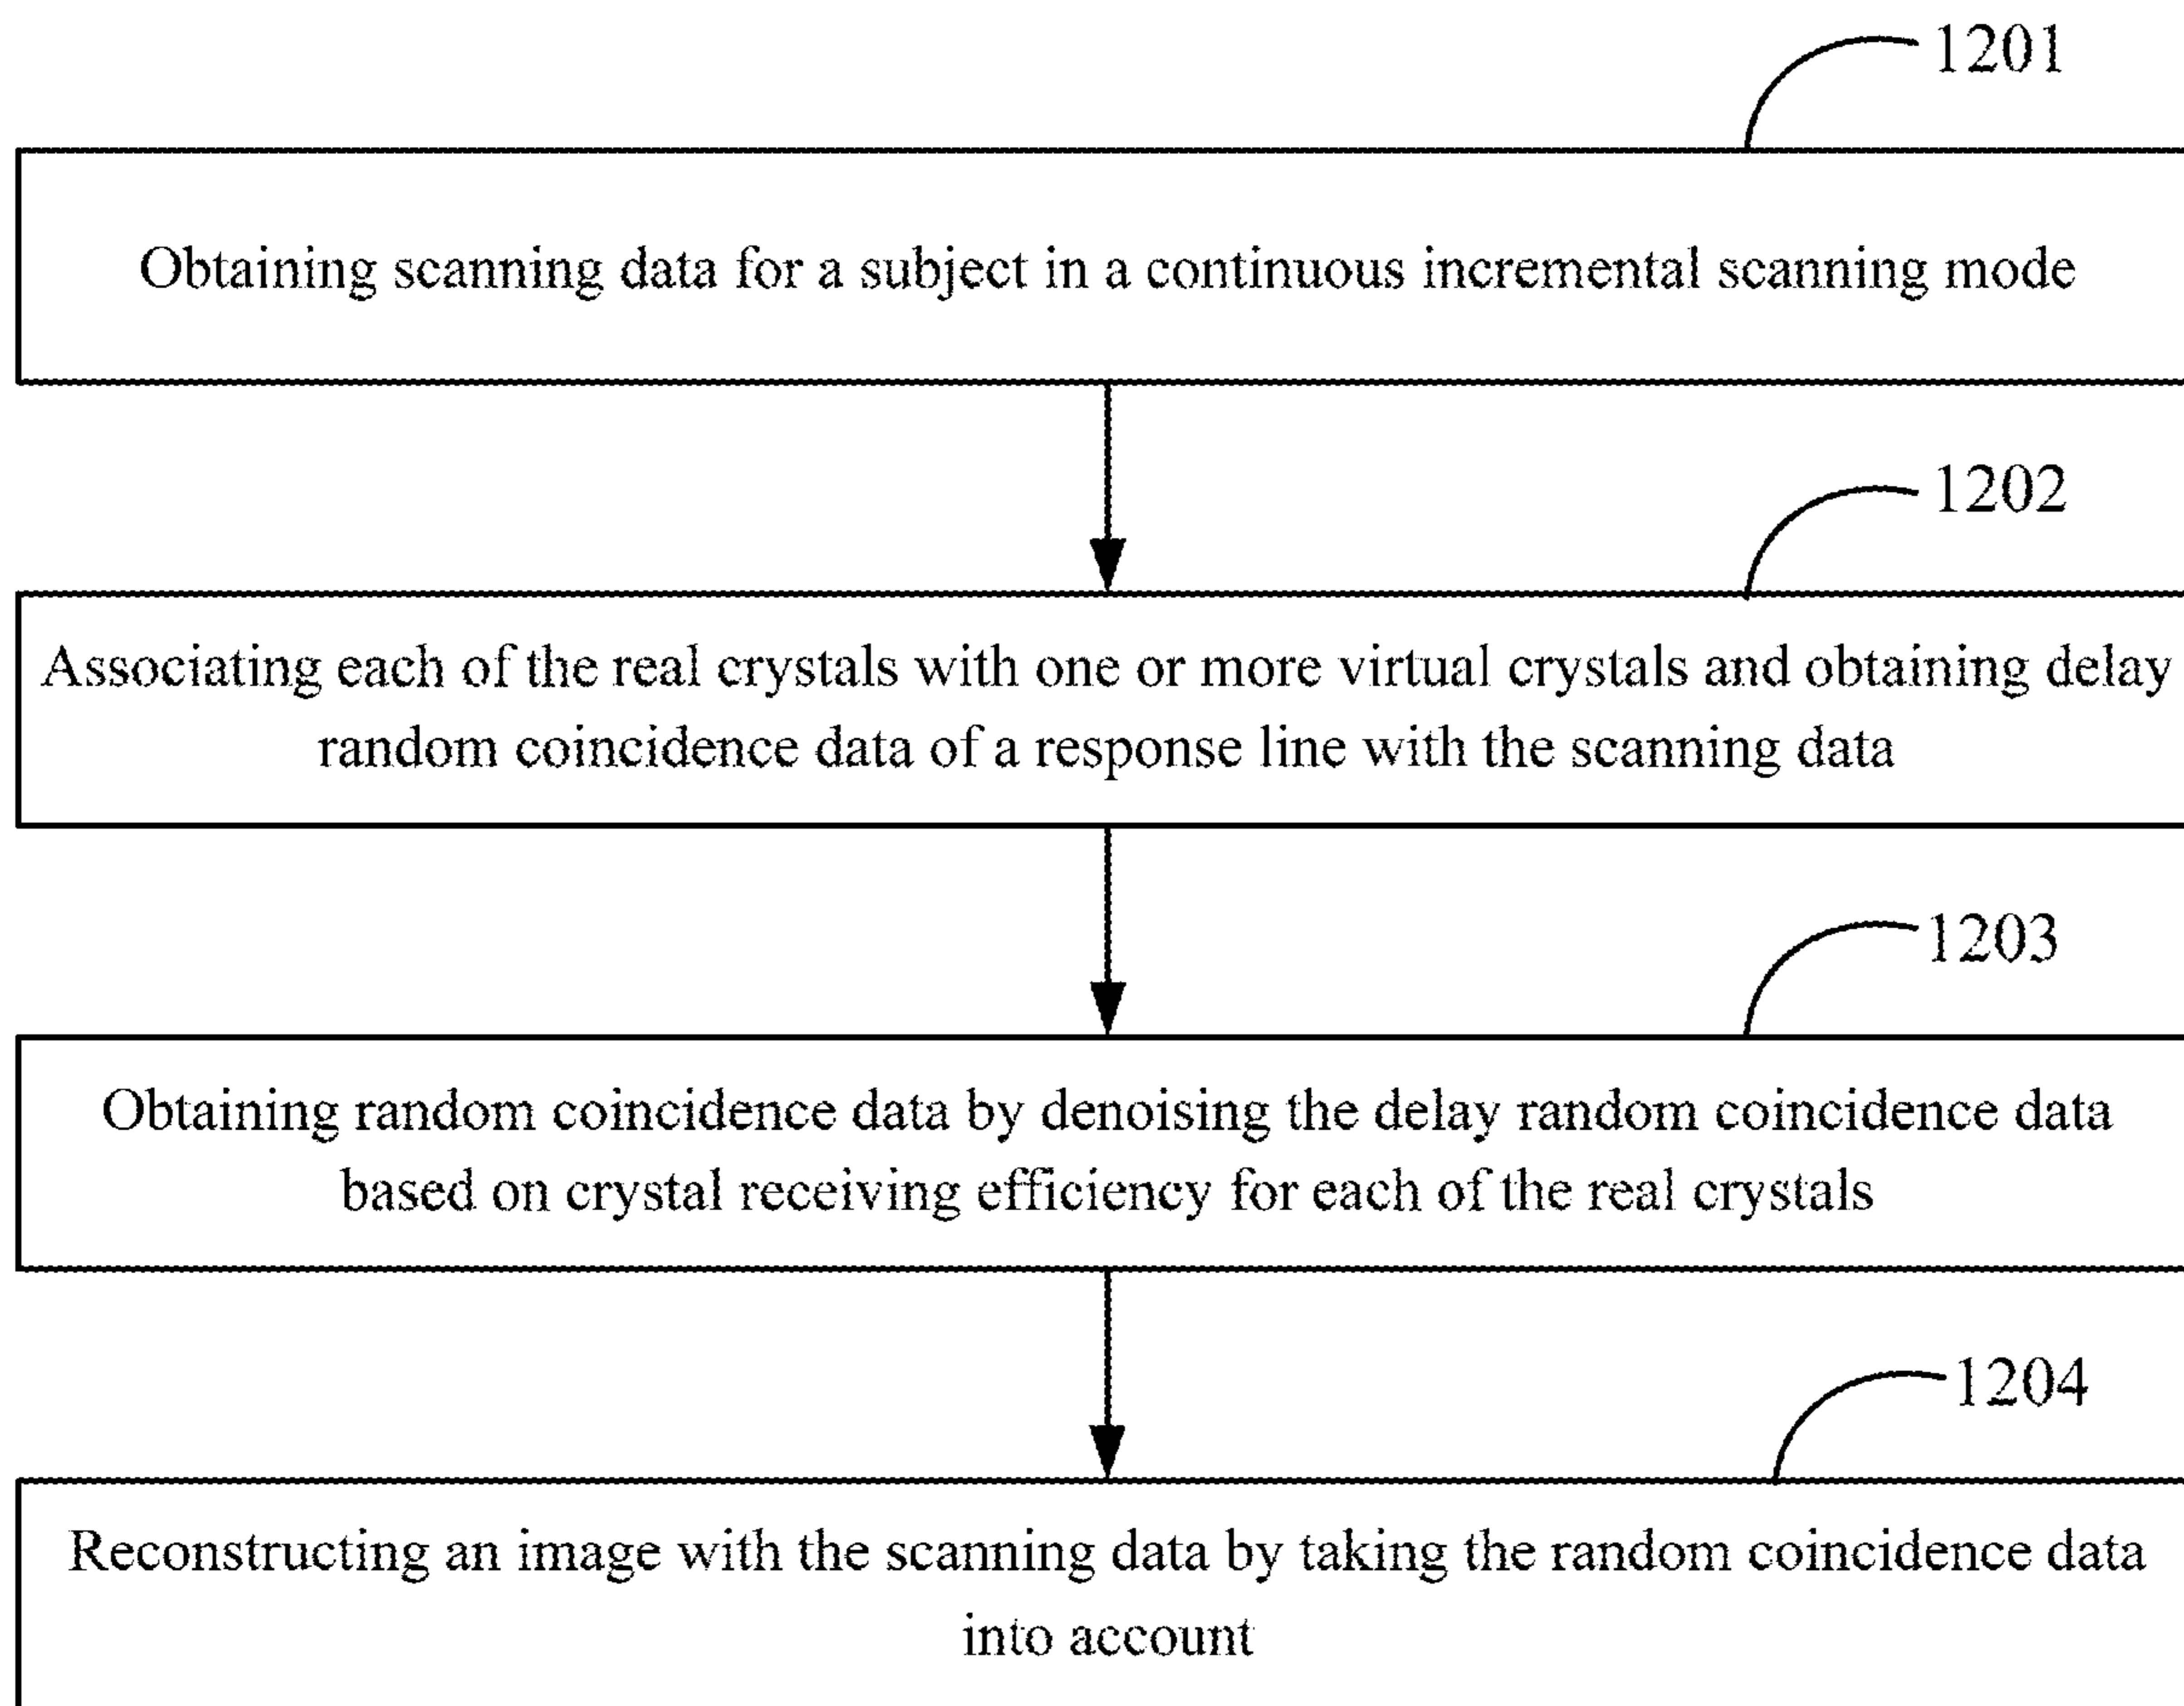 1201
Obtaining scanning data for a subject in a continuous incremental scanning mode
1202
Associating each of the real crystals with one or more virtual crystals and obtaining delay
random coincidence data of a response line with the scanning data
1203
Obtaining random coincidence data by denoising the delay random coincidence data
based on crystal receiving efficiency for each of the real crystals
1204
Reconstructing an image with the scanning data by taking the random coincidence data
into account